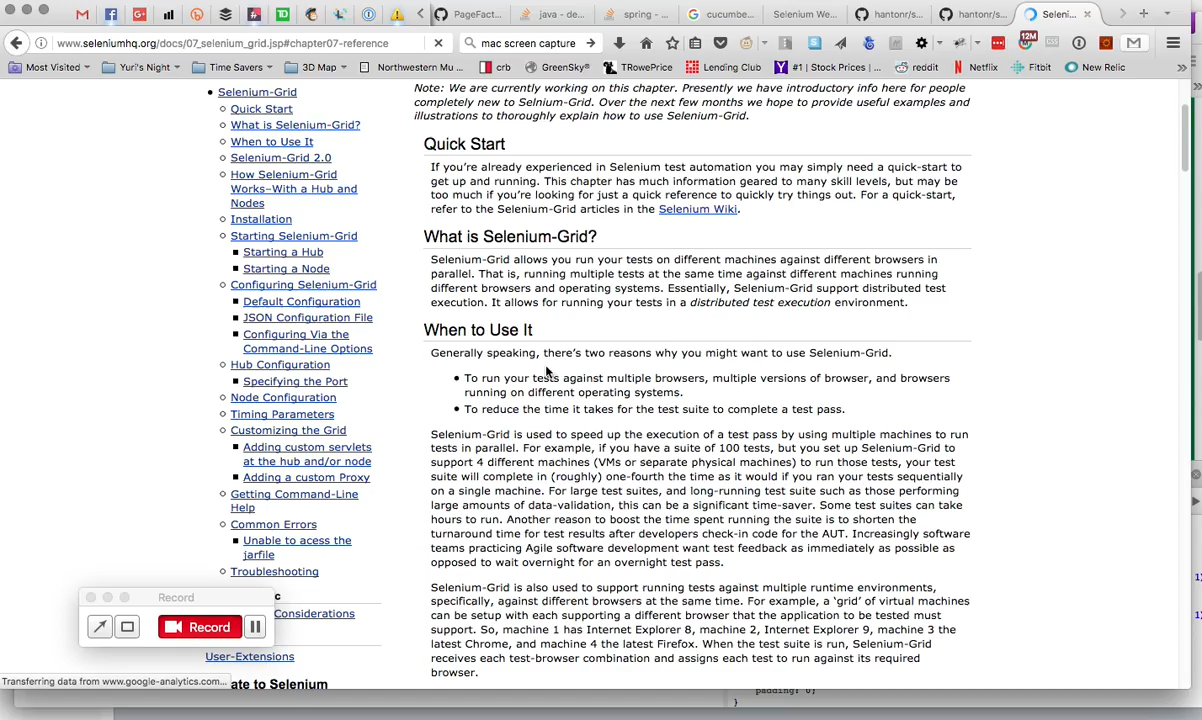 PageFact...
java - de...
spring - ...
cucumbe...
Selenium We...
hantonr/s...
hantonr/s...
Seleni...
www.seleniumhq.org/docs/07_selenium_grid.jsp#chapter07-reference
mac screen capture
12M
Most Visited
Yuri's Night
Time Savers
3D Map
Northwestern Mu...
crb
GreenSky®
TRowePrice
Lending Club
#1 | Stock Prices | ...
reddit
Netflix
Fitbit
New Relic
Selenium-Grid
Quick Start
What is Selenium-Grid?
When to Use It
Selenium-Grid 2.0
How Selenium-Grid
Works–With a Hub and
Nodes
Installation
Starting Selenium-Grid
Starting a Hub
Starting a Node
Configuring Selenium-Grid
Default Configuration
JSON Configuration File
Configuring Via the
Command-Line Options
Hub Configuration
Specifying the Port
Node Configuration
Timing Parameters
Customizing the Grid
Adding custom servlets
at the hub and/or node
Adding a custom Proxy
Getting Command-Line
Help
Common Errors
Unable to acess the
jarfile
Troubleshooting
Considerations
User-Extensions
ate to Selenium
Note: We are currently working on this chapter. Presently we have introductory info here for people
completely new to Selnium-Grid. Over the next few months we hope to provide useful examples and
illustrations to thoroughly explain how to use Selenium-Grid.
Quick Start
If you're already experienced in Selenium test automation you may simply need a quick-start to
get up and running. This chapter has much information geared to many skill levels, but may be
too much if you're looking for just a quick reference to quickly try things out. For a quick-start,
refer to the Selenium-Grid articles in the Selenium Wiki.
What is Selenium-Grid?
Selenium-Grid allows you run your tests on different machines against different browsers in
parallel. That is, running multiple tests at the same time against different machines running
different browsers and operating systems. Essentially, Selenium-Grid support distributed test
execution. It allows for running your tests in a distributed test execution environment.
When to Use It
Generally speaking, there's two reasons why you might want to use Selenium-Grid.
To run your tests against multiple browsers, multiple versions of browser, and browsers
running on different operating systems.
To reduce the time it takes for the test suite to complete a test pass.
Selenium-Grid is used to speed up the execution of a test pass by using multiple machines to run
tests in parallel. For example, if you have a suite of 100 tests, but you set up Selenium-Grid to
support 4 different machines (VMs or separate physical machines) to run those tests, your test
suite will complete in (roughly) one-fourth the time as it would if you ran your tests sequentially
on a single machine. For large test suites, and long-running test suite such as those performing
large amounts of data-validation, this can be a significant time-saver. Some test suites can take
hours to run. Another reason to boost the time spent running the suite is to shorten the
turnaround time for test results after developers check-in code for the AUT. Increasingly software
teams practicing Agile software development want test feedback as immediately as possible as
opposed to wait overnight for an overnight test pass.
Selenium-Grid is also used to support running tests against multiple runtime environments,
specifically, against different browsers at the same time. For example, a 'grid' of virtual machines
can be setup with each supporting a different browser that the application to be tested must
support. So, machine 1 has Internet Explorer 8, machine 2, Internet Explorer 9, machine 3 the
latest Chrome, and machine 4 the latest Firefox. When the test suite is run, Selenium-Grid
receives each test-browser combination and assigns each test to run against its required
browser.
Record
Record
Transferring data from www.google-analytics.com...
padding: 0;
}